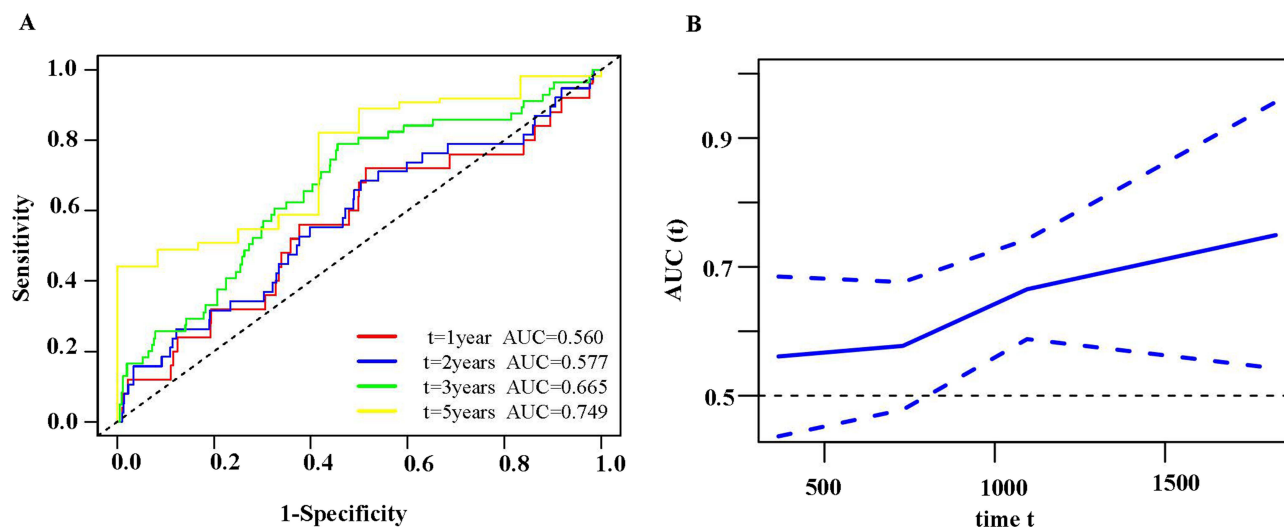 A
1.0
0.8
0.6
0.4
0.2
0.0
Sensitivity
t=1year AUC=0.560
t=2years AUC=0.577
t=3years AUC=0.665
t=5years AUC=0.749
0.0 0.2 0.4 0.6 0.8 1.0
1-Specificity
B
0.9
0.7
0.5
AUC (t)
500 1000 1500
time t